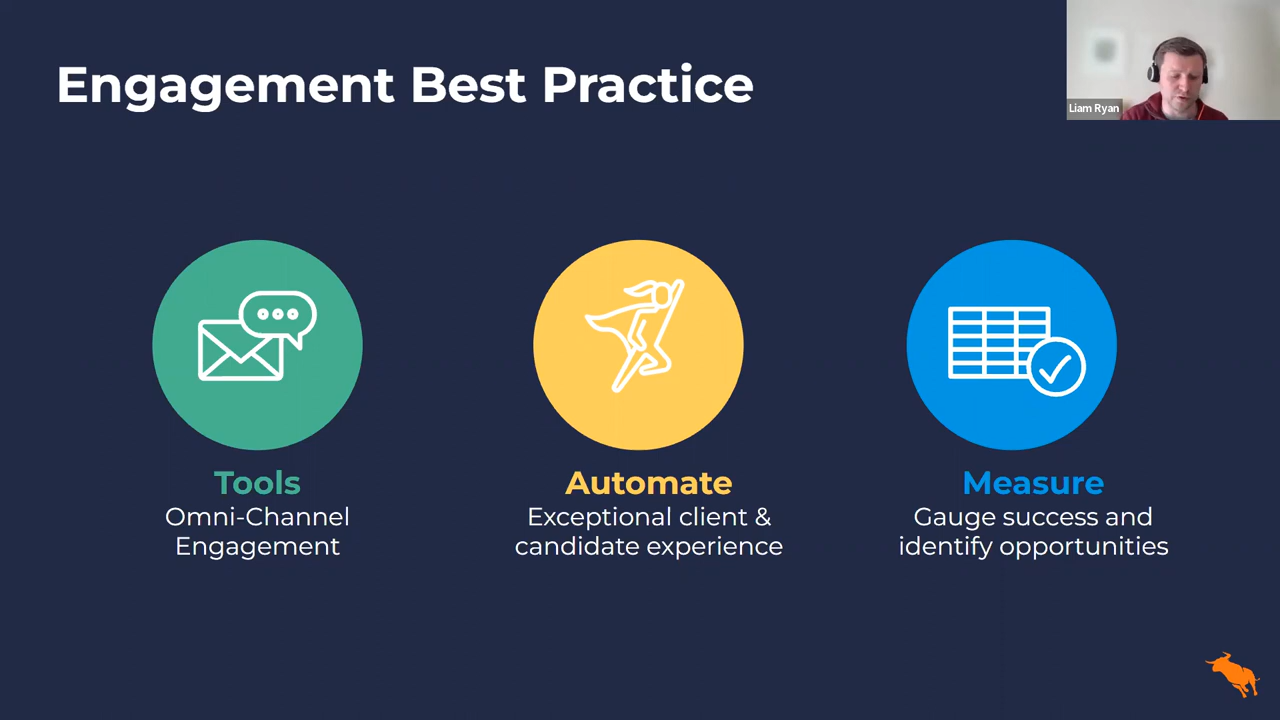 Engagement Best Practice
Liam Ryan
Tools
Omni-Channel
Engagement
Automate
Exceptional client &
candidate experience
Measure
Gauge success and
identify opportunities